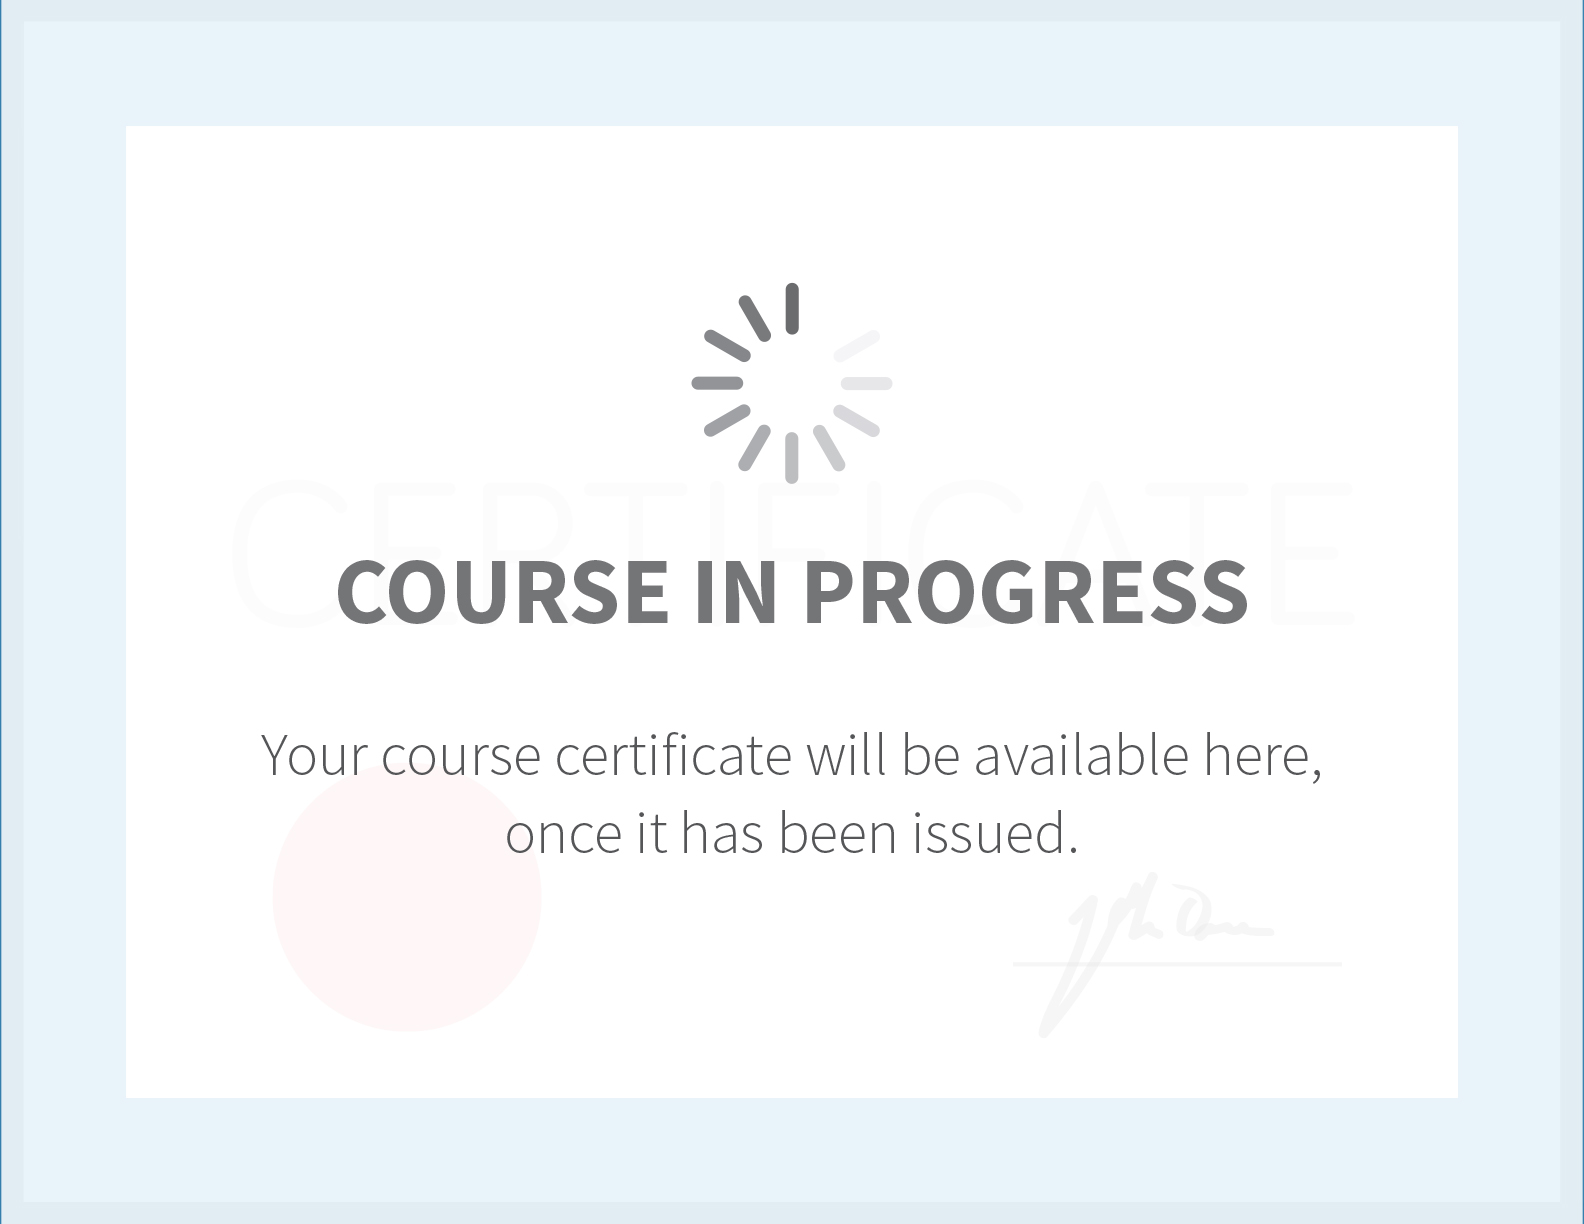 CERTIFICATE
COURSE IN PROGRESS
Your course certificate will be available here,
once it has been issued.